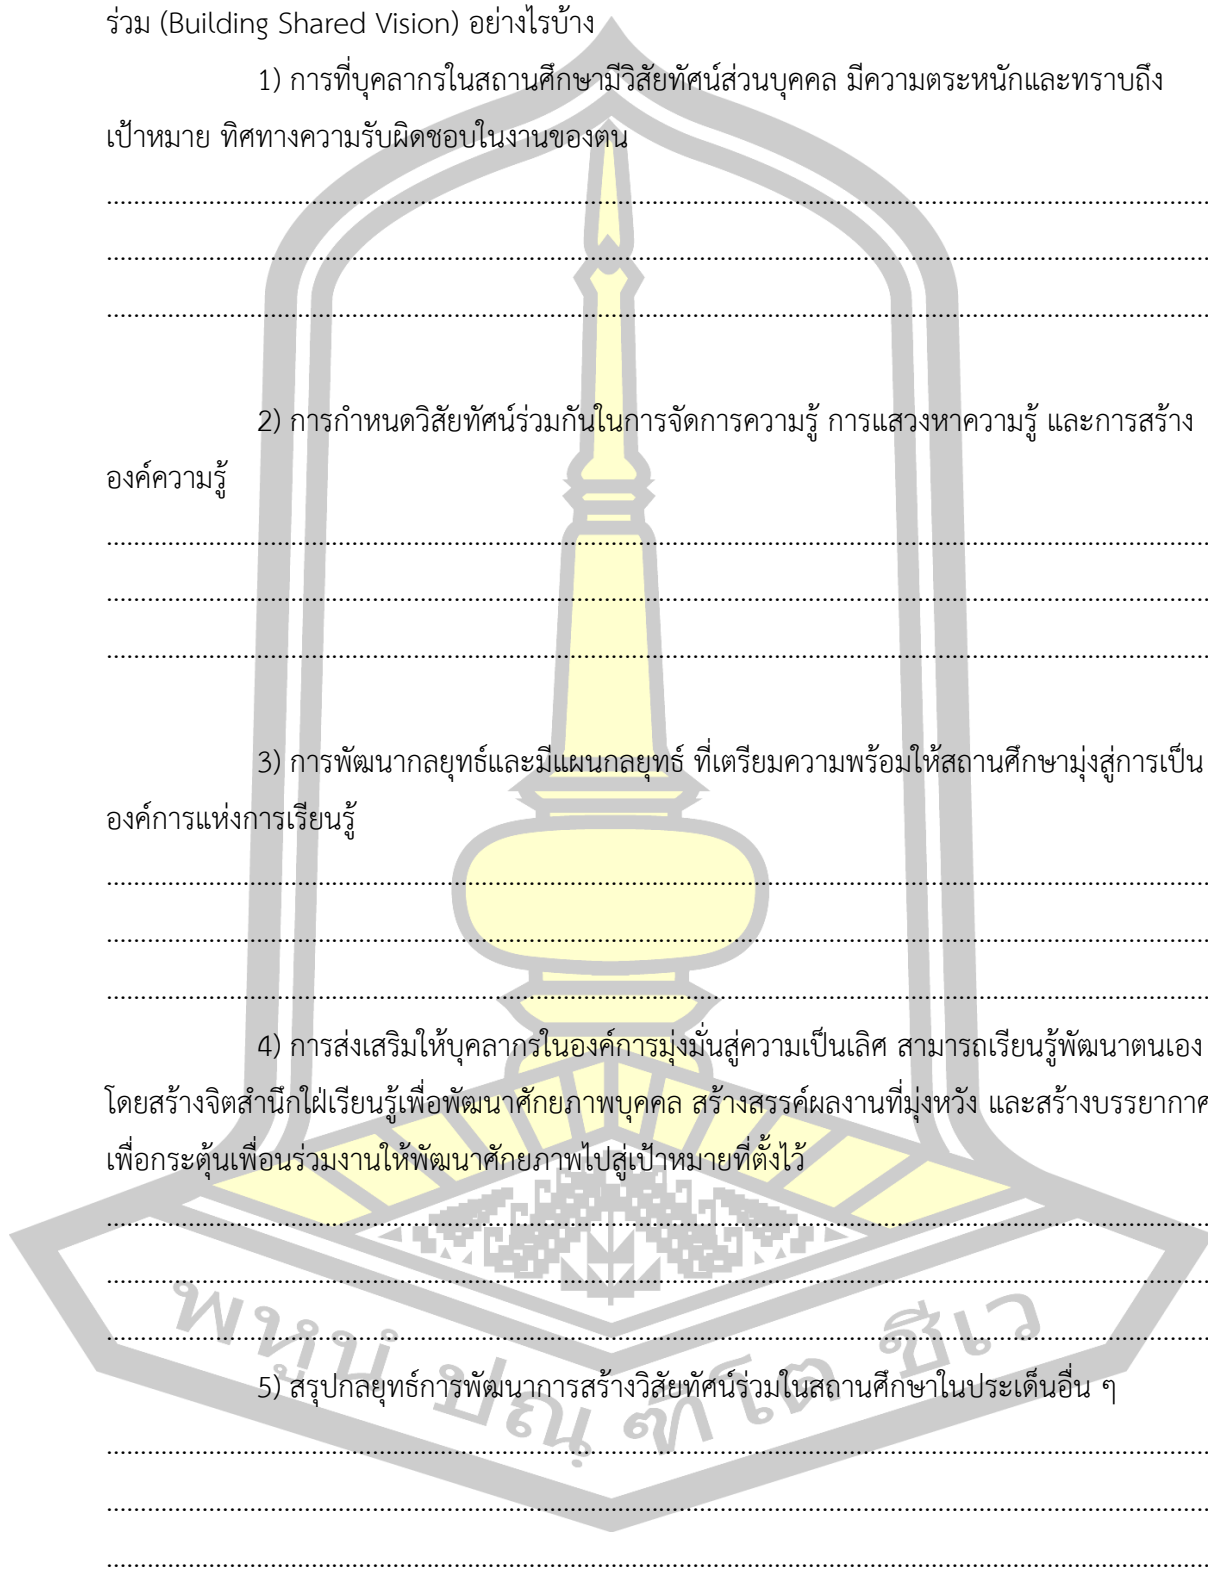 ร่วม (Building Shared Vision) อย่างไรบ้าง
1) การที่บุคลากรในสถานศึกษามีวิสัยทัศน์ส่วนบุคคล มีความตระหนักและทราบถึง
เป้าหมาย ทิศทางความรับผิดชอบในงานของตน
2) การกำหนดวิสัยทัศน์ร่วมกันในการจัดการความรู้ การแสวงหาความรู้ และการสร้าง
องค์ความรู้
3) การพัฒนากลยุทธ์และมีแผนกลยุทธ์ ที่เตรียมความพร้อมให้สถานศึกษามุ่งสู่การเป็น
องค์การแห่งการเรียนรู้
4) การส่งเสริมให้บุคลากรในองค์การมุ่งมั่นสู่ความเป็นเลิศ สามารถเรียนรู้พัฒนาตนเอง
โดยสร้างจิตสำนึกใฝ่เรียนรู้เพื่อพัฒนาศักยภาพบุคคล สร้างสรรค์ผลงานที่มุ่งหวัง และสร้างบรรยากาศ
เพื่อกระตุ้นเพื่อนร่วมงานให้พัฒนาศักยภาพไปสู่เป้าหมายที่ตั้งไว้
พหูนํ ปณฺฑิโต ชีเว
5) สรุปกลยุทธ์การพัฒนาการสร้างวิสัยทัศน์ร่วมในสถานศึกษาในประเด็นอื่น ๆ